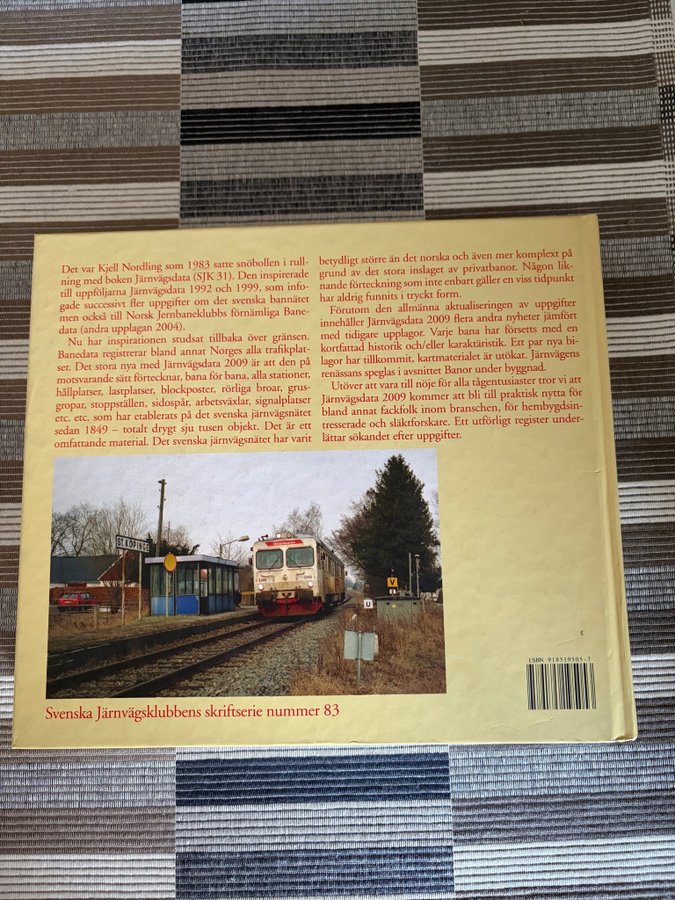 Det var Kjell Nordling som 1983 satte snöbollen i rull-
ning med boken Järnvägsdata (SJK 31). Den inspirerade
till uppföljarna Järnvägsdata 1992 och 1999, som info-
gade successivt fler uppgifter om det svenska bannätet
men också till Norsk Jernbaneklubbs förnämliga Bane-
data (andra upplagan 2004).
Nu har inspirationen studsat tillbaka över gränsen.
Banedata registrerar bland annat Norges alla trafikplat-
ser. Det stora nya med Järnvägsdata 2009 är att den på
motsvarande sätt förtecknar, bana för bana, alla stationer,
hållplatser, lastplatser, blockposter, rörliga broar, grus-
gropar, stoppställen, sidospår, arbetsväxlar, signalplatser
etc. etc. som har etablerats på det svenska järnvägsnätet
sedan 1849 – totalt drygt sju tusen objekt. Det är ett
omfattande material. Det svenska järnvägsnätet har varit
betydligt större än det norska och även mer komplext på
grund av det stora inslaget av privatbanor. Någon lik-
nande förteckning som inte enbart gäller en viss tidpunkt
har aldrig funnits i tryckt form.
Förutom den allmänna aktualiseringen av uppgifter
innehåller Järnvägsdata 2009 flera andra nyheter jämfört
med tidigare upplagor. Varje bana har försetts med en
kortfattad historik och/eller karaktäristik. Ett par nya bi-
lagor har tillkommit, kartmaterialet är utökat. Järnvägens
renässans speglas i avsnittet Banor under byggnad.
Utöver att vara till nöje för alla tågentusiaster tror vi att
Järnvägsdata 2009 kommer att bli till praktisk nytta för
bland annat fackfolk inom branschen, för hembygdsin-
tresserade och släktforskare. Ett utförligt register under-
lättar sökandet efter uppgifter.
V
U
ISBN 918519505-7
Svenska Järnvägsklubbens skriftserie nummer 83